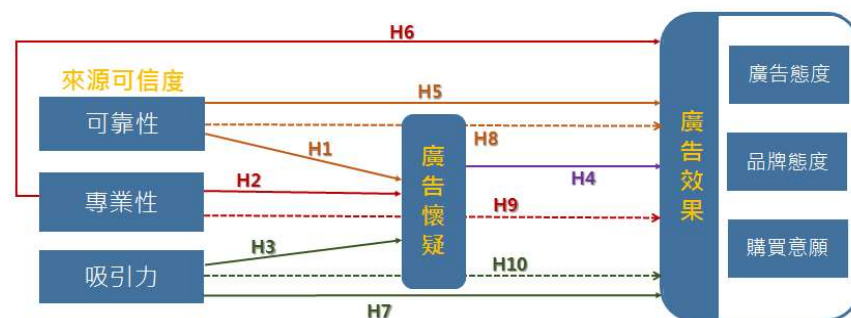 H6
來源可信度
可靠性
專業性
吸引力
H5
H8
H1
H2
H4
H9
H3
H10
H7
廣告懷疑
廣告效果
廣告態度
品牌態度
購買意願